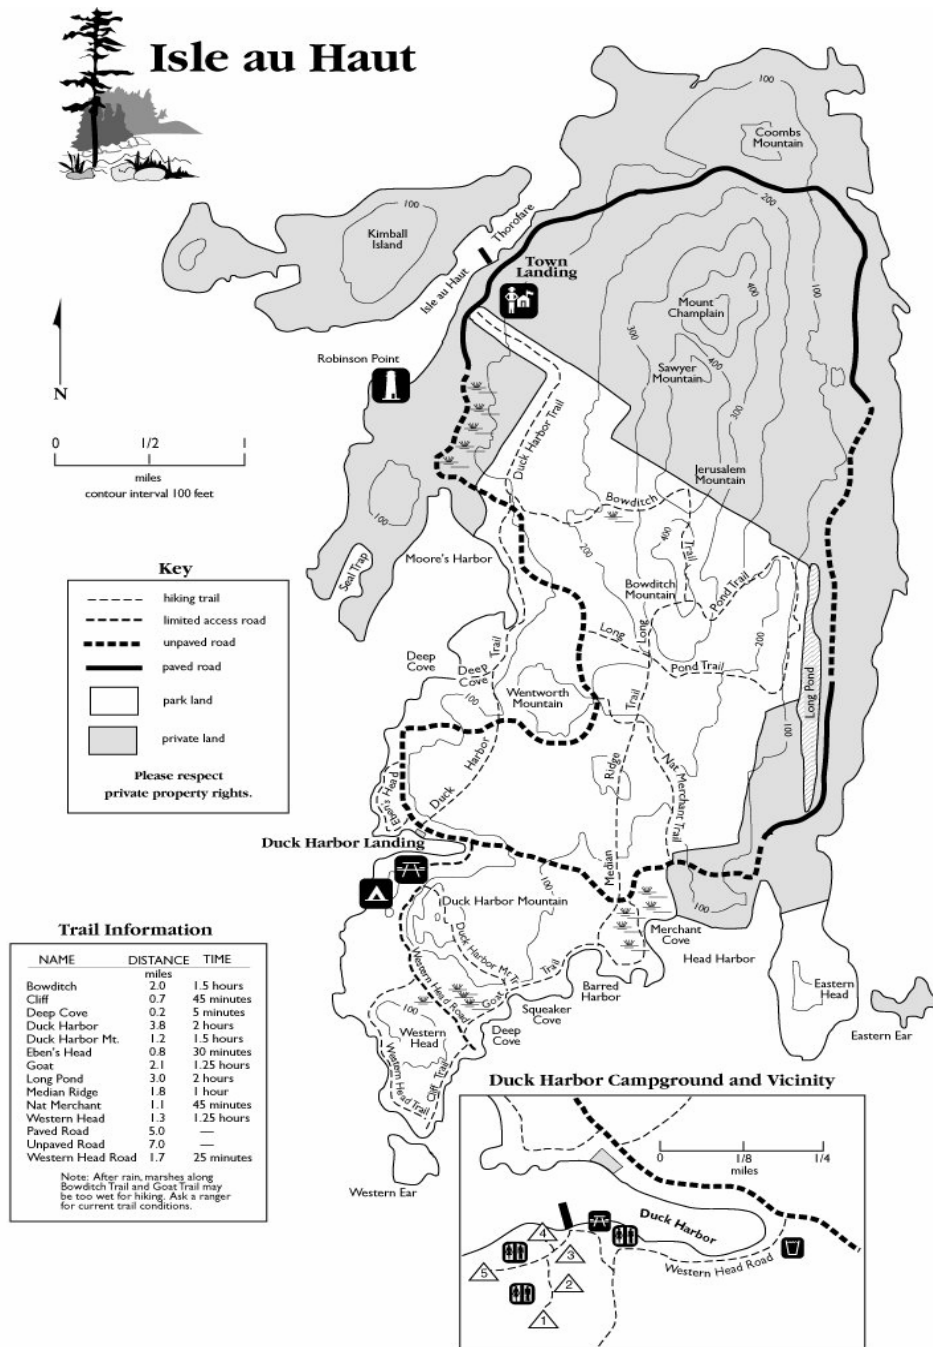 Isle au Haut
100
Coombs
Mountain
200
100
Kimball
Island
Isle au Haut
Thorofare
Town
Landing
400
Mount
Champlain
100
300
400
Sawyer
Mountain
300
Robinson Point
N
0 1/2 1
miles
contour interval 100 feet
Duck Harbor Trail
Jerusalem
Mountain
Bowditch
Trail
100
200
400
Moore's Harbor
Seal Trap
Bowditch
Mountain
Pond Trail
Long
200
Key
hiking trail
limited access road
unpaved road
paved road
park land
private land
Please respect
private property rights.
Deep
Cove
Deep
Cove
Trail
Long
Pond Trail
Long Pond
100
Wentworth
Mountain
Trail
100
Harbor
Duck
Ridge
Median
Nat Merchant Trail
Eben's Head
Duck Harbor Landing
Duck Harbor Mountain
100
100
Duck Harbor Mt. Tr.
Western Head Road
Goat
Trail
Merchant
Cove
Head Harbor
Barred
Harbor
Squeaker
Cove
Deep
Cove
Eastern
Head
Eastern Ear
100
Western
Head
Western Head Trail
Cliff Trail
Western Ear
Trail Information
NAME DISTANCE TIME
miles
Bowditch 2.0 1.5 hours
Cliff 0.7 45 minutes
Deep Cove 0.2 5 minutes
Duck Harbor 3.8 2 hours
Duck Harbor Mt. 1.2 1.5 hours
Eben's Head 0.8 30 minutes
Goat 2.1 1.25 hours
Long Pond 3.0 2 hours
Median Ridge 1.8 1 hour
Nat Merchant 1.1 45 minutes
Western Head 1.3 1.25 hours
Paved Road 5.0 —
Unpaved Road 7.0 —
Western Head Road 1.7 25 minutes
Note: After rain, marshes along
Bowditch Trail and Goat Trail may
be too wet for hiking. Ask a ranger
for current trail conditions.
Duck Harbor Campground and Vicinity
0 1/8 1/4
miles
Duck Harbor
Western Head Road
4
3
5
2
1